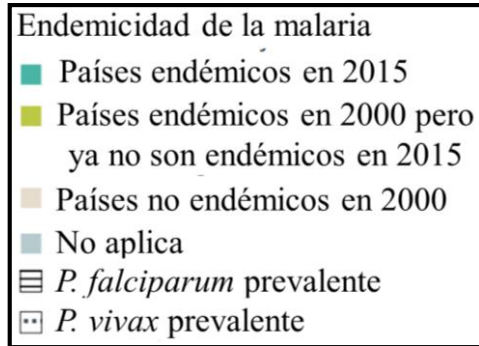 Endemicidad de la malaria
Países endémicos en 2015
Países endémicos en 2000 pero
ya no son endémicos en 2015
Países no endémicos en 2000
No aplica
P. falciparum prevalente
P. vivax prevalente